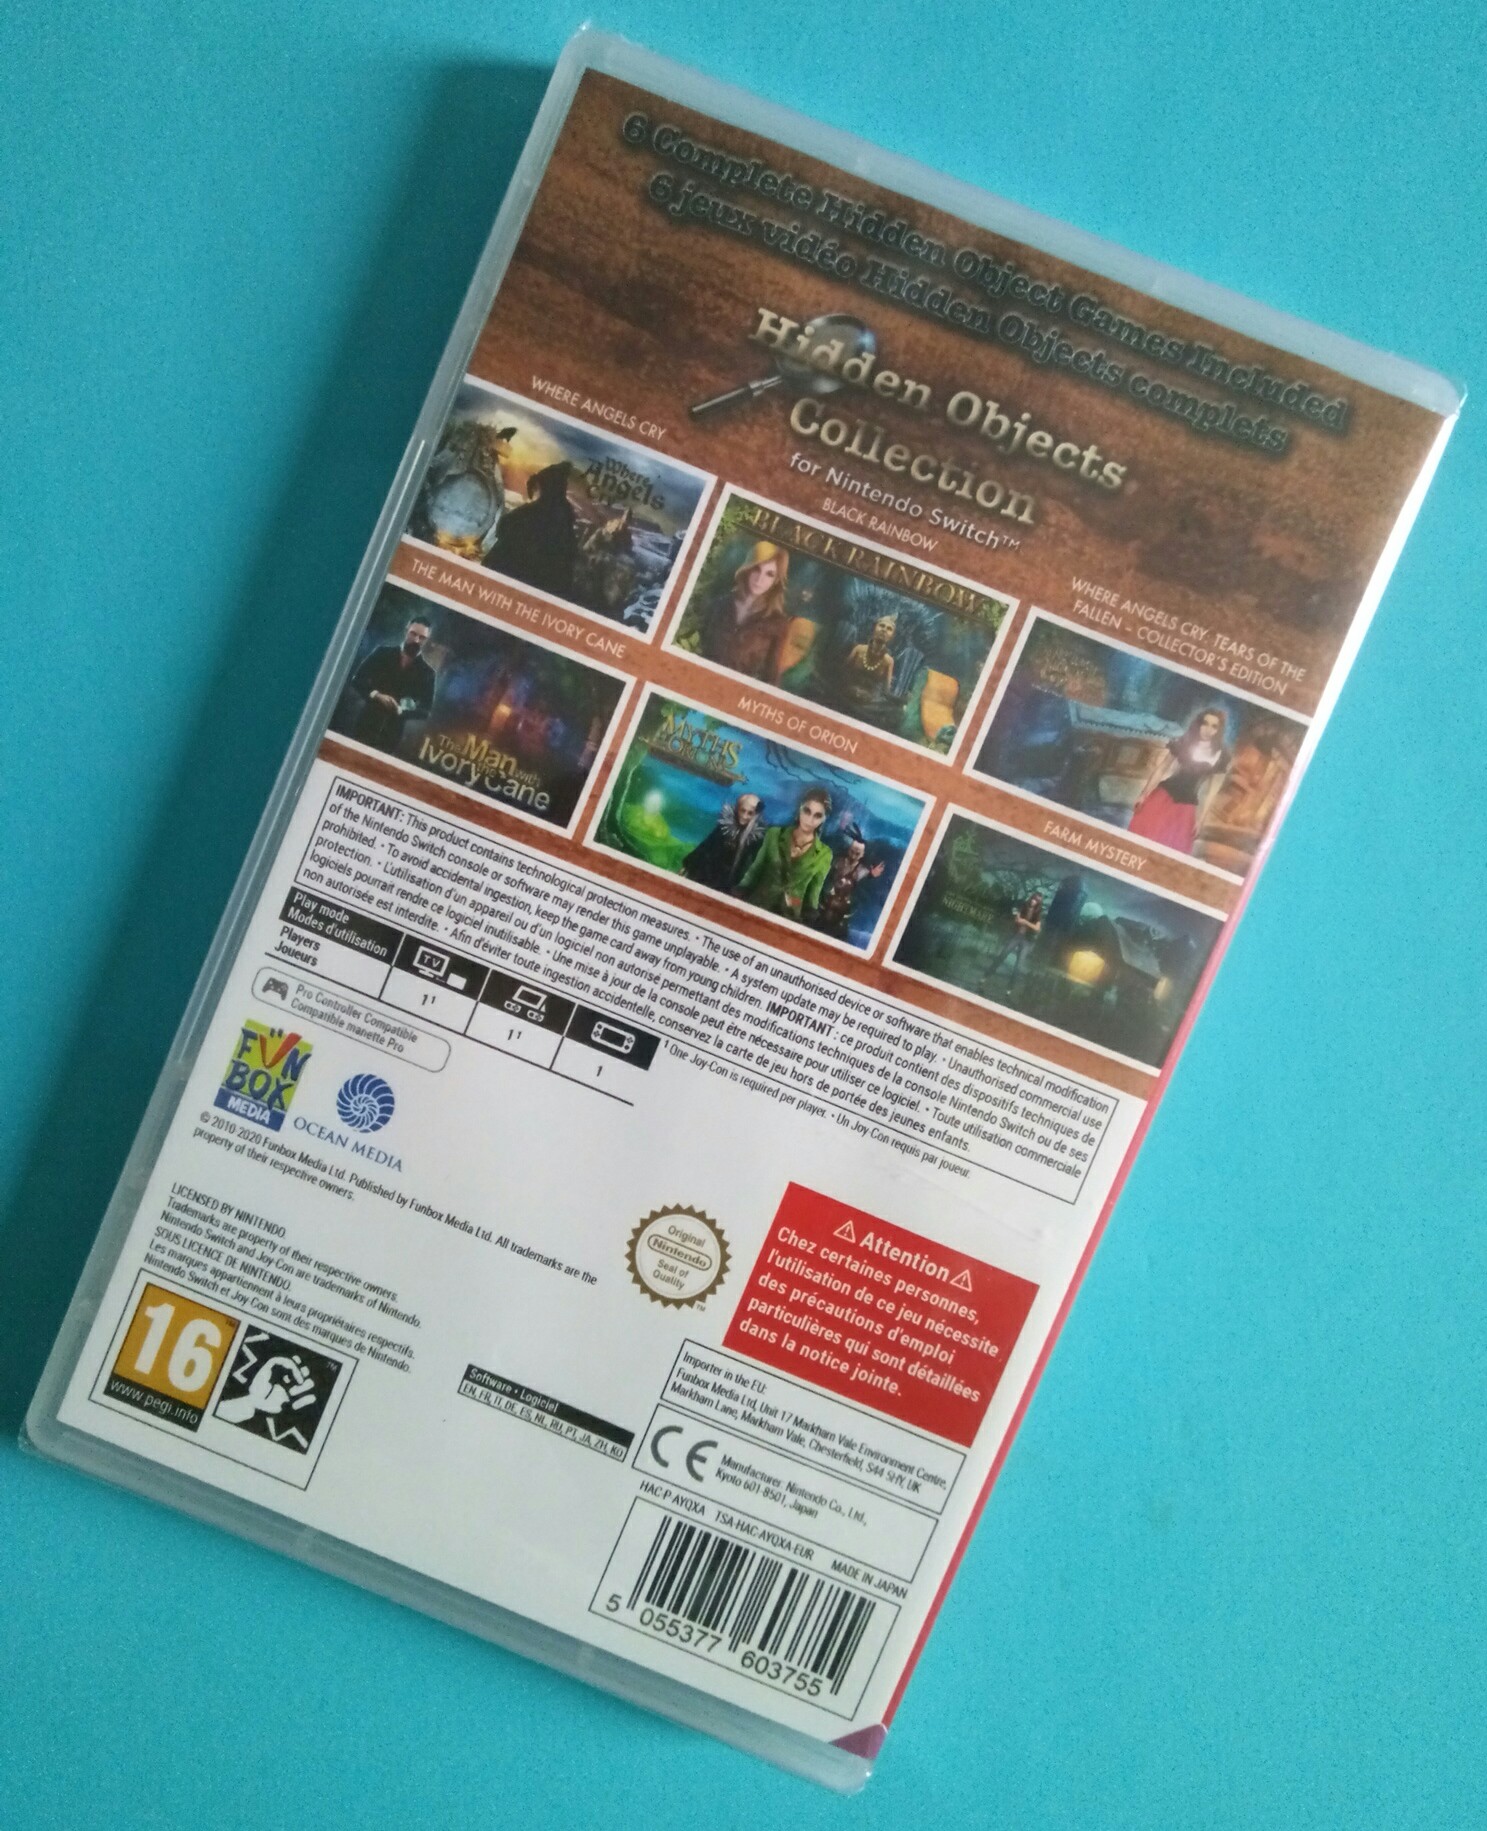 6 Complete Hidden Object Games Included
6 jeux vidéo Hidden Objects complets
Hidden Objects
Collection
for Nintendo Switch™
WHERE ANGELS CRY
Where
Angels
Cry
BLACK RAINBOW
BLACK RAINBOW
WHERE ANGELS CRY: TEARS OF THE
FALLEN - COLLECTOR'S EDITION
THE MAN WITH THE IVORY CANE
The Man with
the Ivory Cane
MYTHS OF ORION
MYTHS
ORION
FARM MYSTERY
NIGHTMARE
IMPORTANT: This product contains technological protection measures. • The use of an unauthorised device or software that enables technical modification
of the Nintendo Switch console or software may render this game unplayable. • A system update may be required to play. • Unauthorised commercial use
prohibited. • To avoid accidental ingestion, keep the game card away from young children. IMPORTANT : ce produit contient des dispositifs techniques de
protection. • L'utilisation d'un appareil ou d'un logiciel non autorisé permettant des modifications techniques de la console Nintendo Switch ou de ses
logiciels pourrait rendre ce logiciel inutilisable. • Une mise à jour de la console peut être nécessaire pour utiliser ce logiciel. • Toute utilisation commerciale
non autorisée est interdite. • Afin d'éviter toute ingestion accidentelle, conservez la carte de jeu hors de portée des jeunes enfants.
Play mode
Modes d'utilisation
TV
Players
Joueurs
1¹
1¹
1
¹ One Joy-Con is required per player. • Un Joy-Con requis par joueur.
Pro Controller Compatible
Compatible manette Pro
FUN
BOX
MEDIA
OCEAN MEDIA
© 2010-2020 Funbox Media Ltd. Published by Funbox Media Ltd. All trademarks are the
property of their respective owners.
LICENSED BY NINTENDO.
Trademarks are property of their respective owners.
Nintendo Switch and Joy-Con are trademarks of Nintendo.
SOUS LICENCE DE NINTENDO.
Les marques appartiennent à leurs propriétaires respectifs.
Nintendo Switch et Joy-Con sont des marques de Nintendo.
Original
Nintendo
Seal of
Quality
TM
Attention
Chez certaines personnes,
l'utilisation de ce jeu nécessite
des précautions d'emploi
particulières qui sont détaillées
dans la notice jointe.
16
TM
www.pegi.info
TM
Software • Logiciel
EN, FR, IT, DE, ES, NL, RU, PT, JA, ZH, KO
Importer in the EU:
Funbox Media Ltd, Unit 17 Markham Vale Environment Centre,
Markham Lane, Markham Vale, Chesterfield, S44 5HY, UK
CE
Manufacturer: Nintendo Co., Ltd.,
Kyoto 601-8501, Japan
HAC-P-AYQXA TSA-HAC-AYQXA-EUR MADE IN JAPAN
5 055377 603755